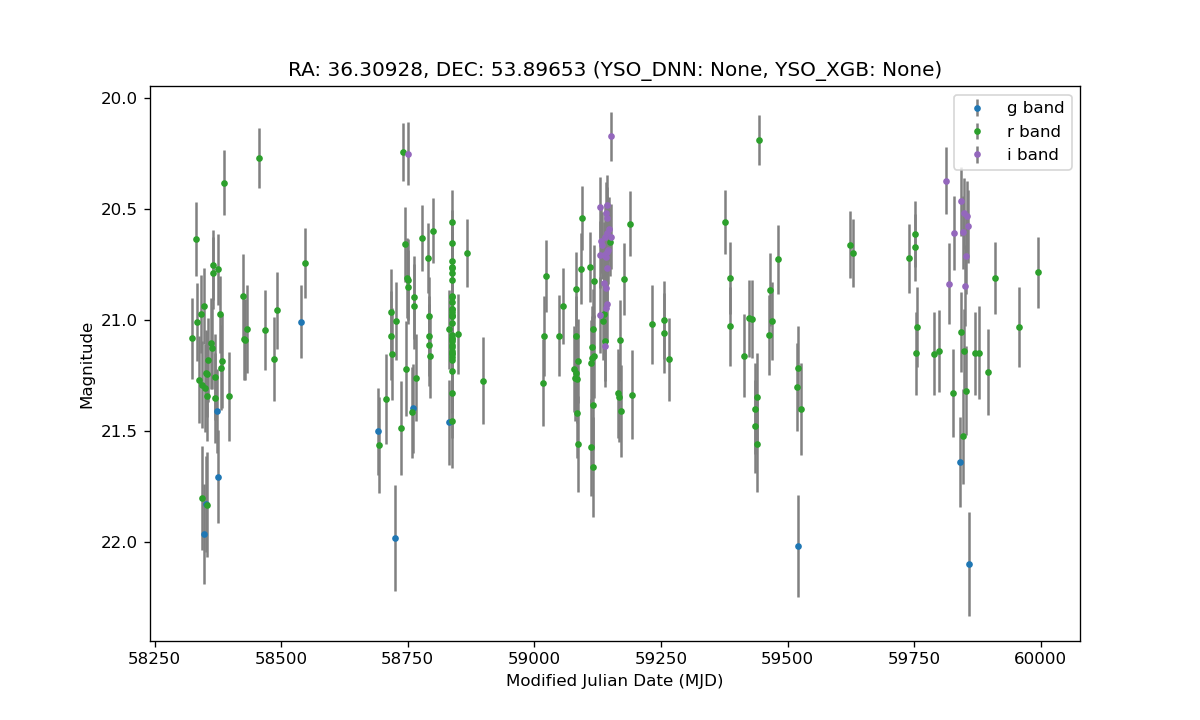 RA: 36.30928, DEC: 53.89653 (YSO_DNN: None, YSO_XGB: None)
g band
r band
i band
20.0
20.5
21.0
21.5
22.0
Magnitude
58250 58500 58750 59000 59250 59500 59750 60000
Modified Julian Date (MJD)